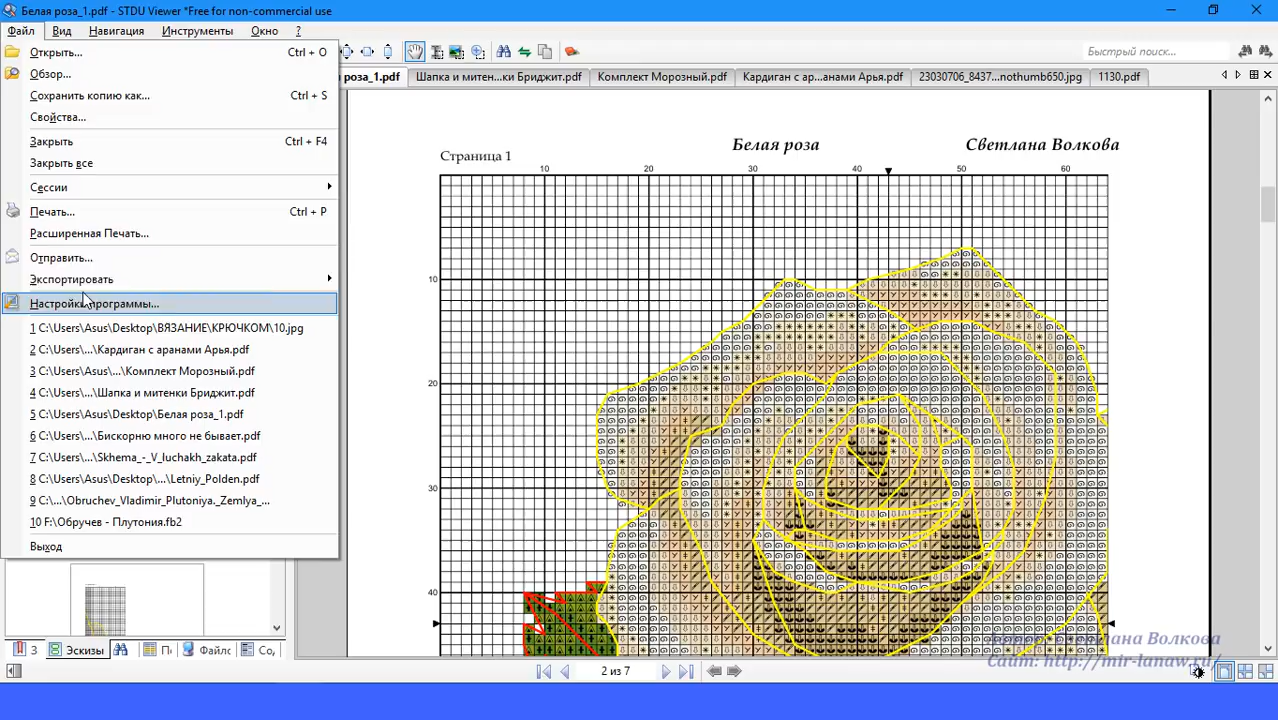 Белая роза_1.pdf - STDU Viewer *Free for non-commercial use
Файл Вид Навигация Инструменты Окно ?
Открыть... Ctrl + O
Обзор...
Сохранить копию как... Ctrl + S
Свойства...
Закрыть Ctrl + F4
Закрыть все
Сессии
Печать... Ctrl + P
Расширенная Печать...
Отправить...
Экспортировать
Настройки программы...
1 C:\Users\Asus\Desktop\ВЯЗАНИЕ\КРЮЧКОМ\10.jpg
2 C:\Users\...\Кардиган с аранами Арья.pdf
3 C:\Users\...\Комплект Морозный.pdf
4 C:\Users\...\Шапка и митенки Бриджит.pdf
5 C:\Users\Asus\Desktop\Белая роза_1.pdf
6 C:\Users\...\Бискорню много не бывает.pdf
7 C:\Users\...\Skhema_-_V_luchakh_zakata.pdf
8 C:\Users\Asus\Desktop\...\Letniy_Polden.pdf
9 C:\...\Obruchev_Vladimir_Plutoniya._Zemlya_...
10 F:\Обручев - Плутония.fb2
Выход
Быстрый поиск...
роза_1.pdf Шапка и митен...ки Бриджит.pdf Комплект Морозный.pdf Кардиган с ар...анами Арья.pdf 23030706_8437...nothumb650.jpg 1130.pdf
Белая роза Светлана Волкова
Страница 1
10 20 30 40 50 60
10
20
30
40
З Эскизы П Файлс Со,
2 из 7
Светлана Волкова
Сайт: http://mir-lanaw.ru/